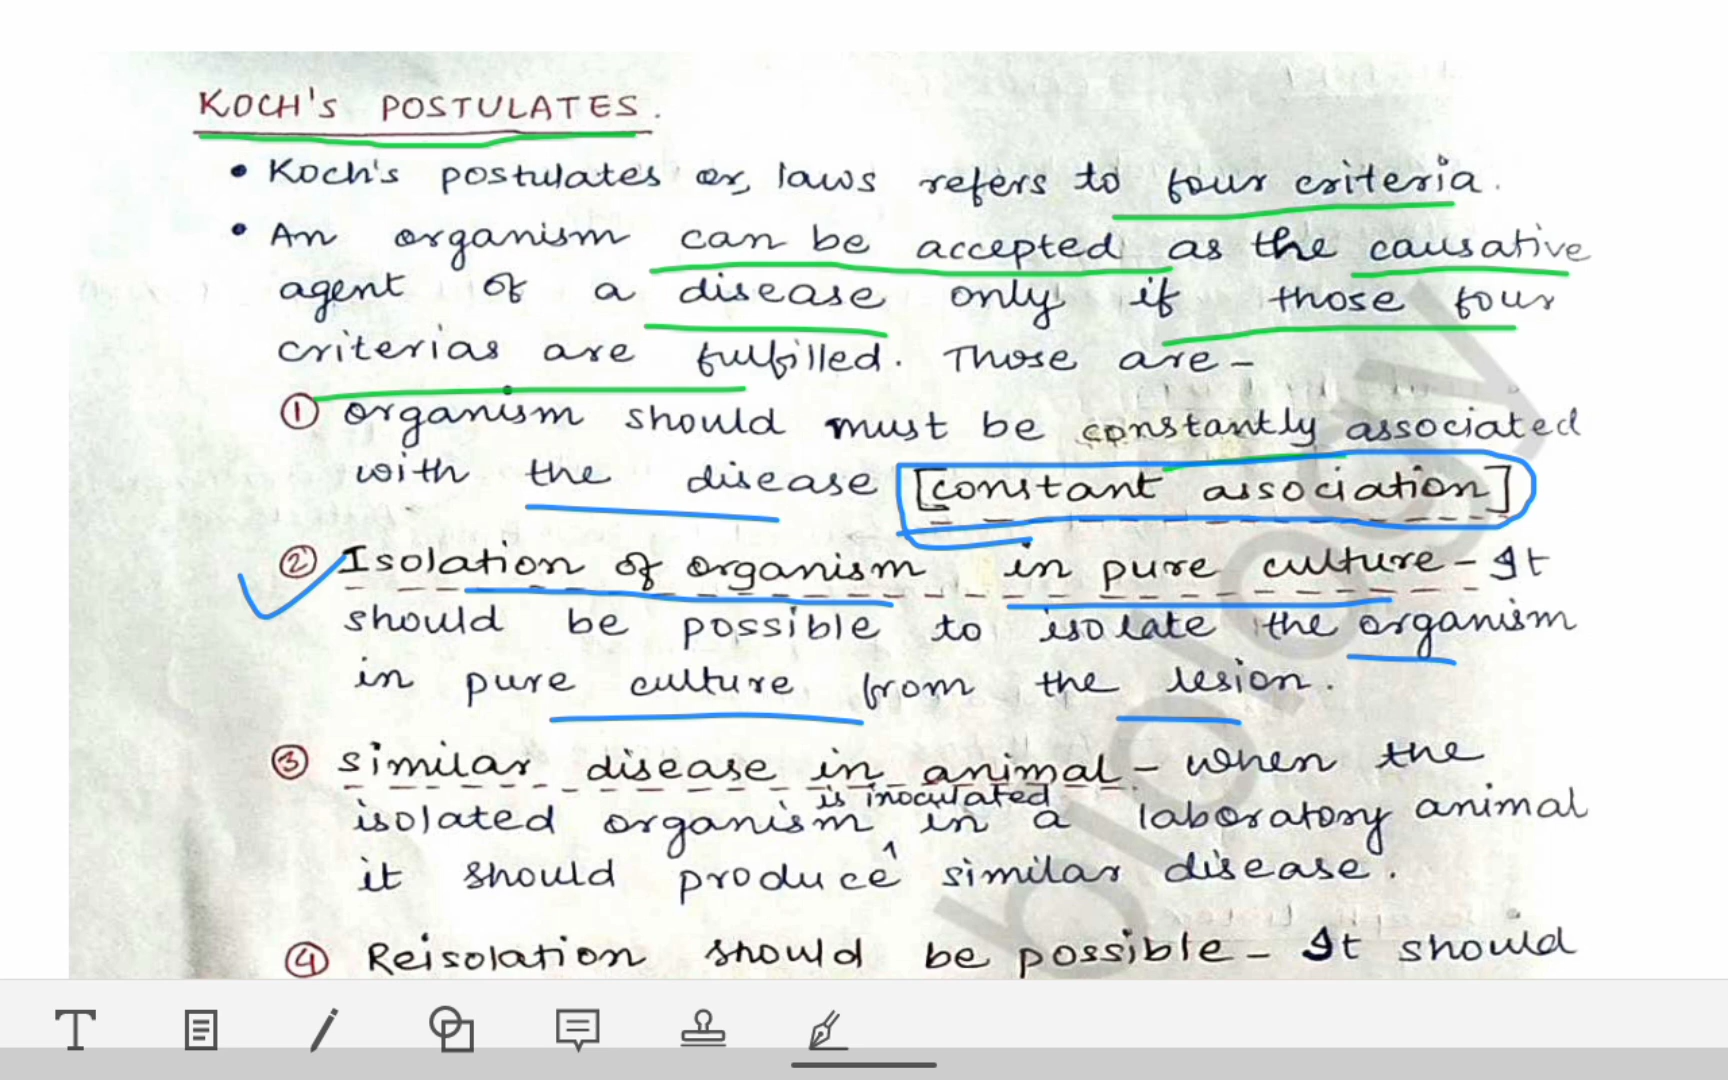 KOCH's POSTULATES.
• Koch's postulates or, laws refers to four criteria.
• An organism can be accepted as the causative
agent of a disease only if those four
criterias are fulfilled. Those are -
① organism should must be constantly associated
with the disease [constant association]
② Isolation of organism in pure culture - It
should be possible to isolate the organism
in pure culture from the lesion.
③ similar disease in animal - when the
is inoculated
isolated organism ^ in a laboratory animal
it should produce similar disease.
④ Reisolation should be possible - It should
biology
T